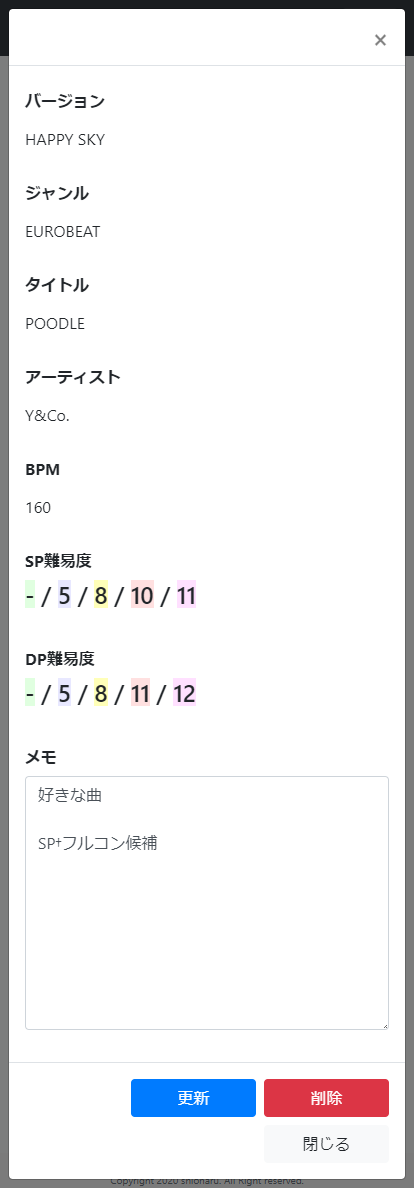 ×
バージョン
HAPPY SKY
ジャンル
EUROBEAT
タイトル
POODLE
アーティスト
Y&Co.
BPM
160
SP難易度
- / 5 / 8 / 10 / 11
DP難易度
- / 5 / 8 / 11 / 12
メモ
好きな曲
SP†フルコン候補
更新
削除
閉じる
Copyright 2020 shionaru. All Right reserved.